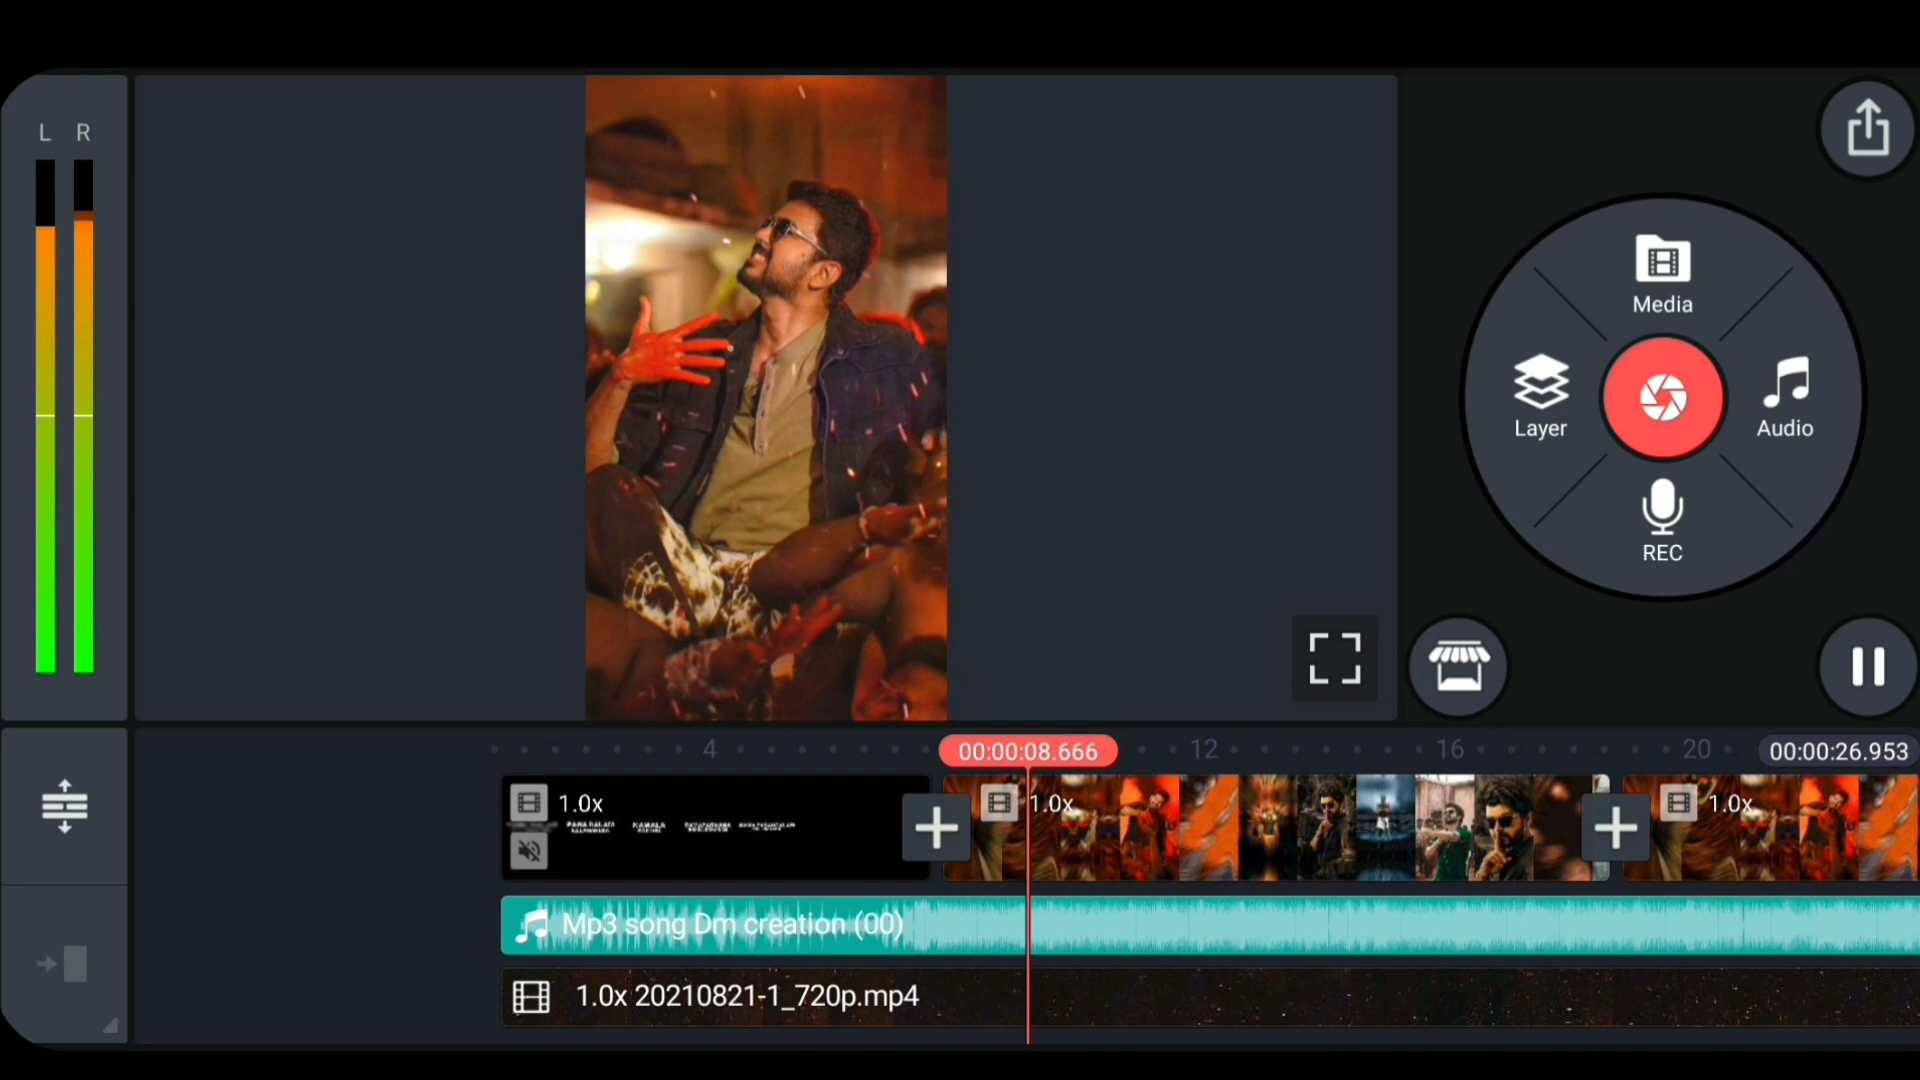 L R
Media
Layer
Audio
REC
4
00:00:08.666
12
16
20
00:00:26.953
1.0x
1.0x
1.0x
Mp3 song Dm creation (00)
1.0x 20210821-1_720p.mp4